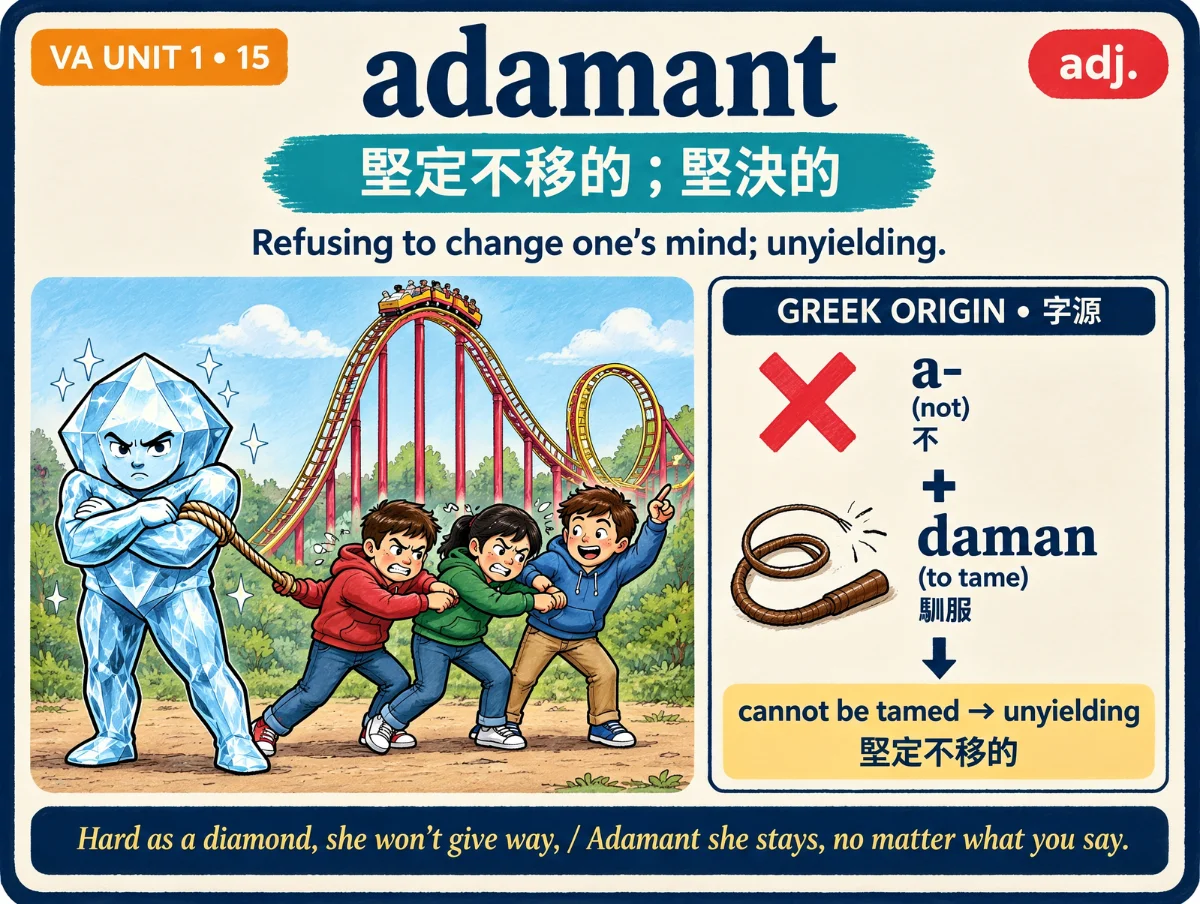 VA UNIT 1 • 15
adamant
adj.
堅定不移的；堅決的
Refusing to change one's mind; unyielding.
GREEK ORIGIN • 字源
a-
(not)
不
+
daman
(to tame)
馴服
cannot be tamed → unyielding
堅定不移的
Hard as a diamond, she won't give way, / Adamant she stays, no matter what you say.